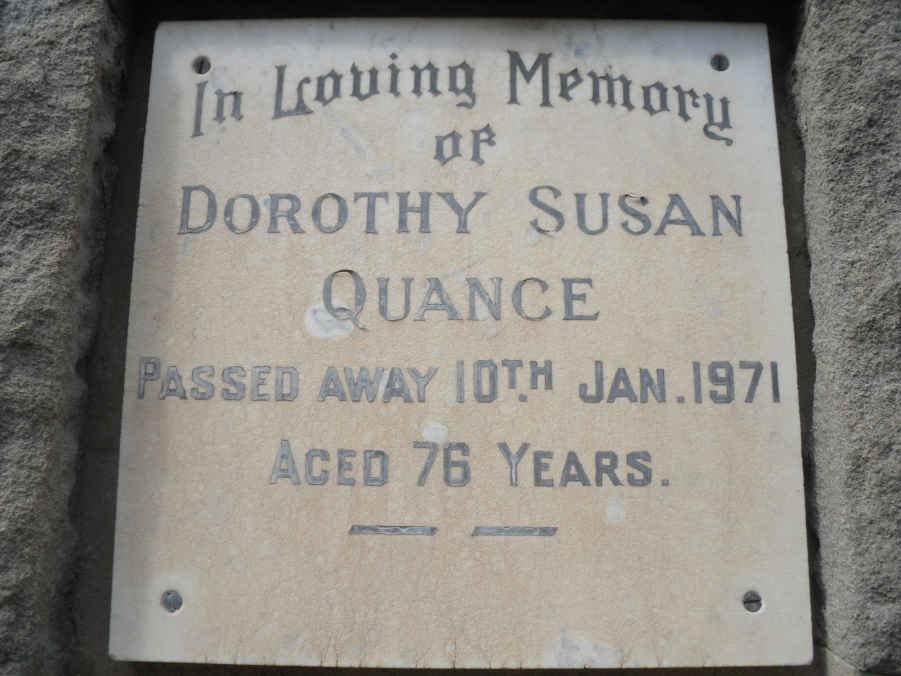 In Loving Memory
of
DOROTHY SUSAN
QUANCE
PASSED AWAY 10TH. JAN. 1971
AGED 76 YEARS.